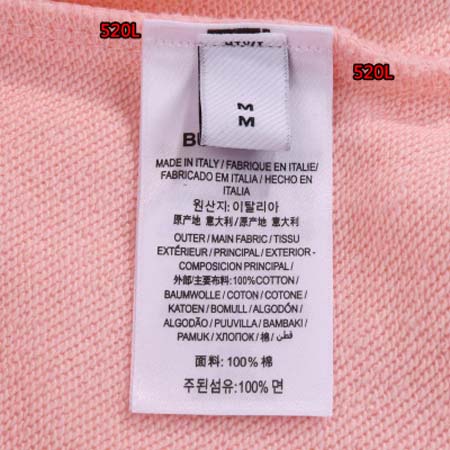 520L
520L
M
M
BU
MADE IN ITALY / FABRIQUE EN ITALIE/
FABRICADO EM ITALIA / HECHO EN
ITALIA
원산지: 이탈리아
原产地 意大利 / 原产地 意大利
OUTER / MAIN FABRIC / TISSU
EXTÉRIEUR / PRINCIPAL / EXTERIOR -
COMPOSICION PRINCIPAL /
外部/主要布料: 100%COTTON /
BAUMWOLLE / COTON / COTONE /
KATOEN / BOMULL / ALGODÓN /
ALGODÃO / PUUVILLA / BAMBAKI /
PAMUK / ХЛОПОК / 棉 / قطن /
面料: 100% 棉
주된섬유:100% 면